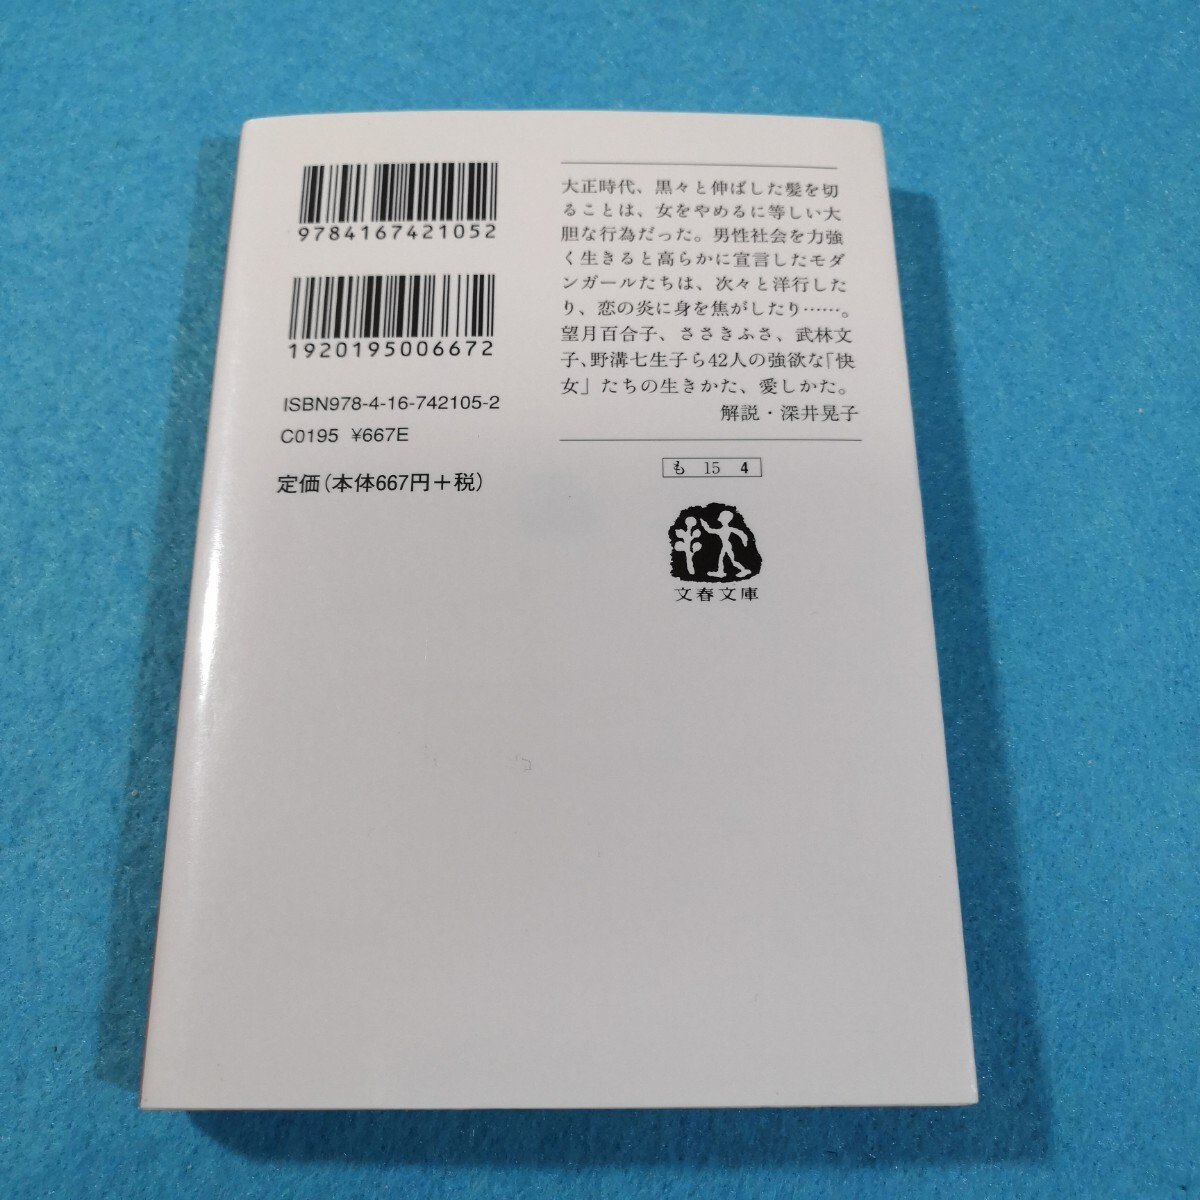 9784167421052
1920195006672
ISBN978-4-16-742105-2
C0195 ¥667E
定価(本体667円+税)
大正時代、黒々と伸ばした髪を切
ることは、女をやめるに等しい大
胆な行為だった。男性社会を力強
く生きると高らかに宣言したモダ
ンガールたちは、次々と洋行した
り、恋の炎に身を焦がしたり……。
望月百合子、ささきふさ、武林文
子、野溝七生子ら42人の強欲な「快
女」たちの生きかた、愛しかた。
解説・深井晃子
も 15 4
文春文庫